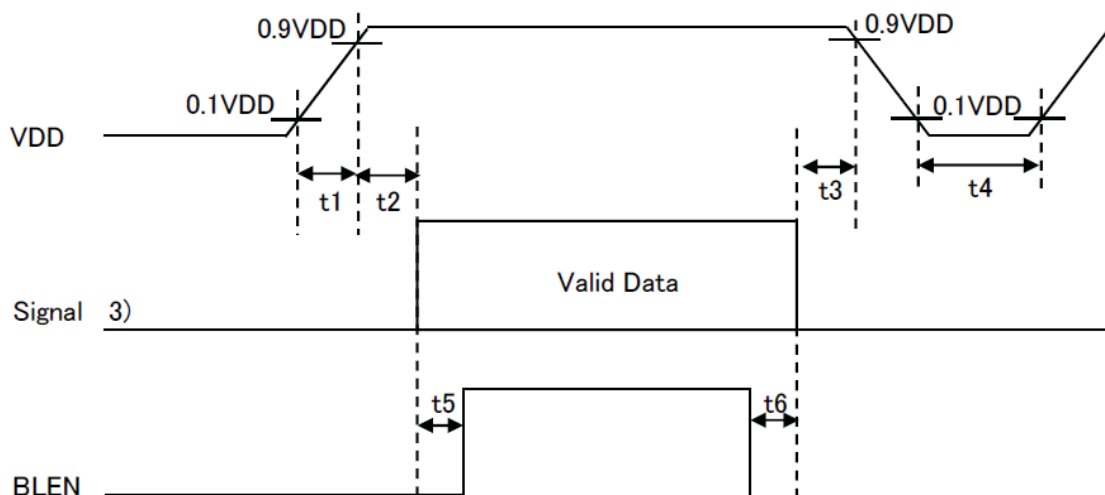 0.9VDD
0.9VDD
0.1VDD
0.1VDD
VDD
t1
t2
t3
t4
Valid Data
Signal 3)
t5
t6
BLEN